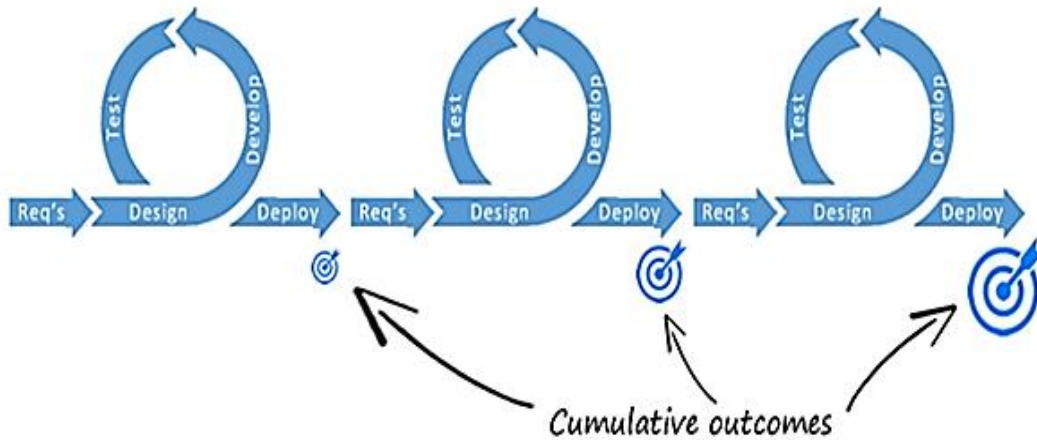 Test
Develop
Req's
Design
Deploy
Test
Develop
Req's
Design
Deploy
Test
Develop
Req's
Design
Deploy
Cumulative outcomes